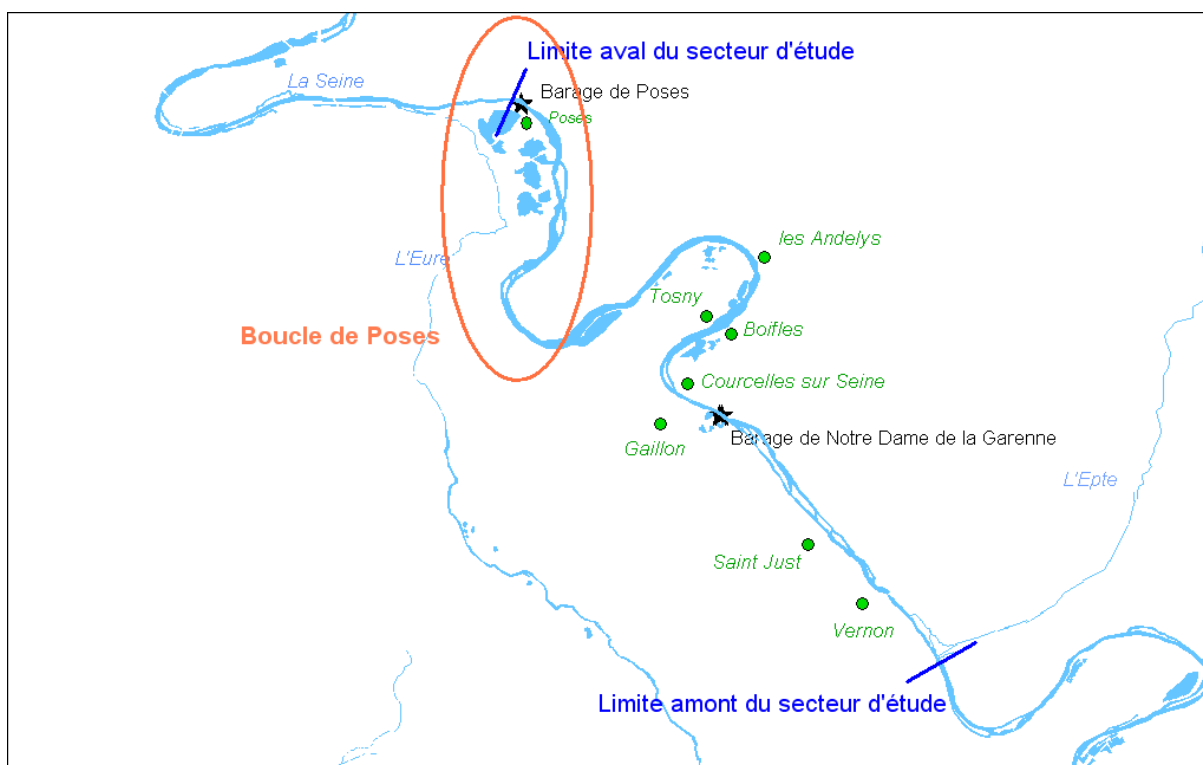 Limite aval du secteur d'étude
La Seine
Barage de Poses
Poses
les Andelys
L'Eure
Tosny
Boifles
Boucle de Poses
Courcelles sur Seine
Gaillon
Barage de Notre Dame de la Garenne
L'Epte
Saint Just
Vernon
Limite amont du secteur d'étude